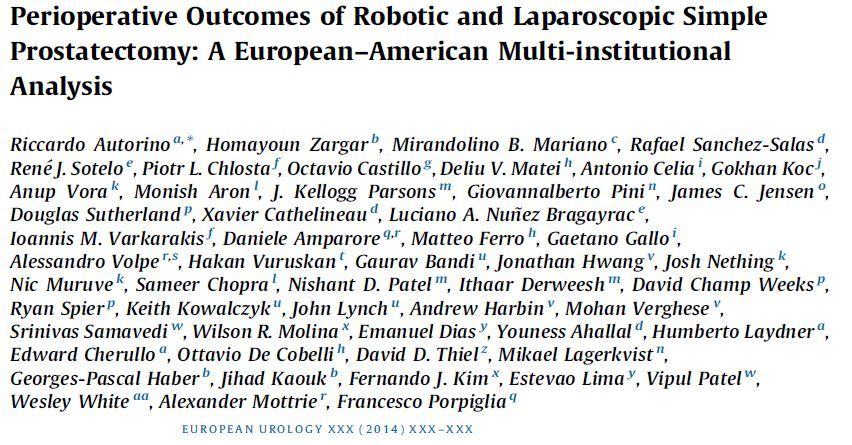 Perioperative Outcomes of Robotic and Laparoscopic Simple
Prostatectomy: A European–American Multi-institutional
Analysis
Riccardo Autorino a,*, Homayoun Zargar b, Mirandolino B. Mariano c, Rafael Sanchez-Salas d,
René J. Sotelo e, Piotr L. Chlosta f, Octavio Castillo g, Deliu V. Matei h, Antonio Celia i, Gokhan Koc j,
Anup Vora k, Monish Aron l, J. Kellogg Parsons m, Giovannalberto Pini n, James C. Jensen o,
Douglas Sutherland p, Xavier Cathelineau d, Luciano A. Nuñez Bragayrac e,
Ioannis M. Varkarakis f, Daniele Amparore q,r, Matteo Ferro h, Gaetano Gallo i,
Alessandro Volpe r,s, Hakan Vuruskan t, Gaurav Bandi u, Jonathan Hwang v, Josh Nething k,
Nic Muruve k, Sameer Chopra l, Nishant D. Patel m, Ithaar Derweesh m, David Champ Weeks p,
Ryan Spier p, Keith Kowalczyk u, John Lynch u, Andrew Harbin v, Mohan Verghese v,
Srinivas Samavedi w, Wilson R. Molina x, Emanuel Dias y, Youness Ahallal d, Humberto Laydner a,
Edward Cherullo a, Ottavio De Cobelli h, David D. Thiel z, Mikael Lagerkvist n,
Georges-Pascal Haber b, Jihad Kaouk b, Fernando J. Kim x, Estevao Lima y, Vipul Patel w,
Wesley White aa, Alexander Mottrie r, Francesco Porpiglia q
EUROPEAN UROLOGY XXX (2014) XXX–XXX